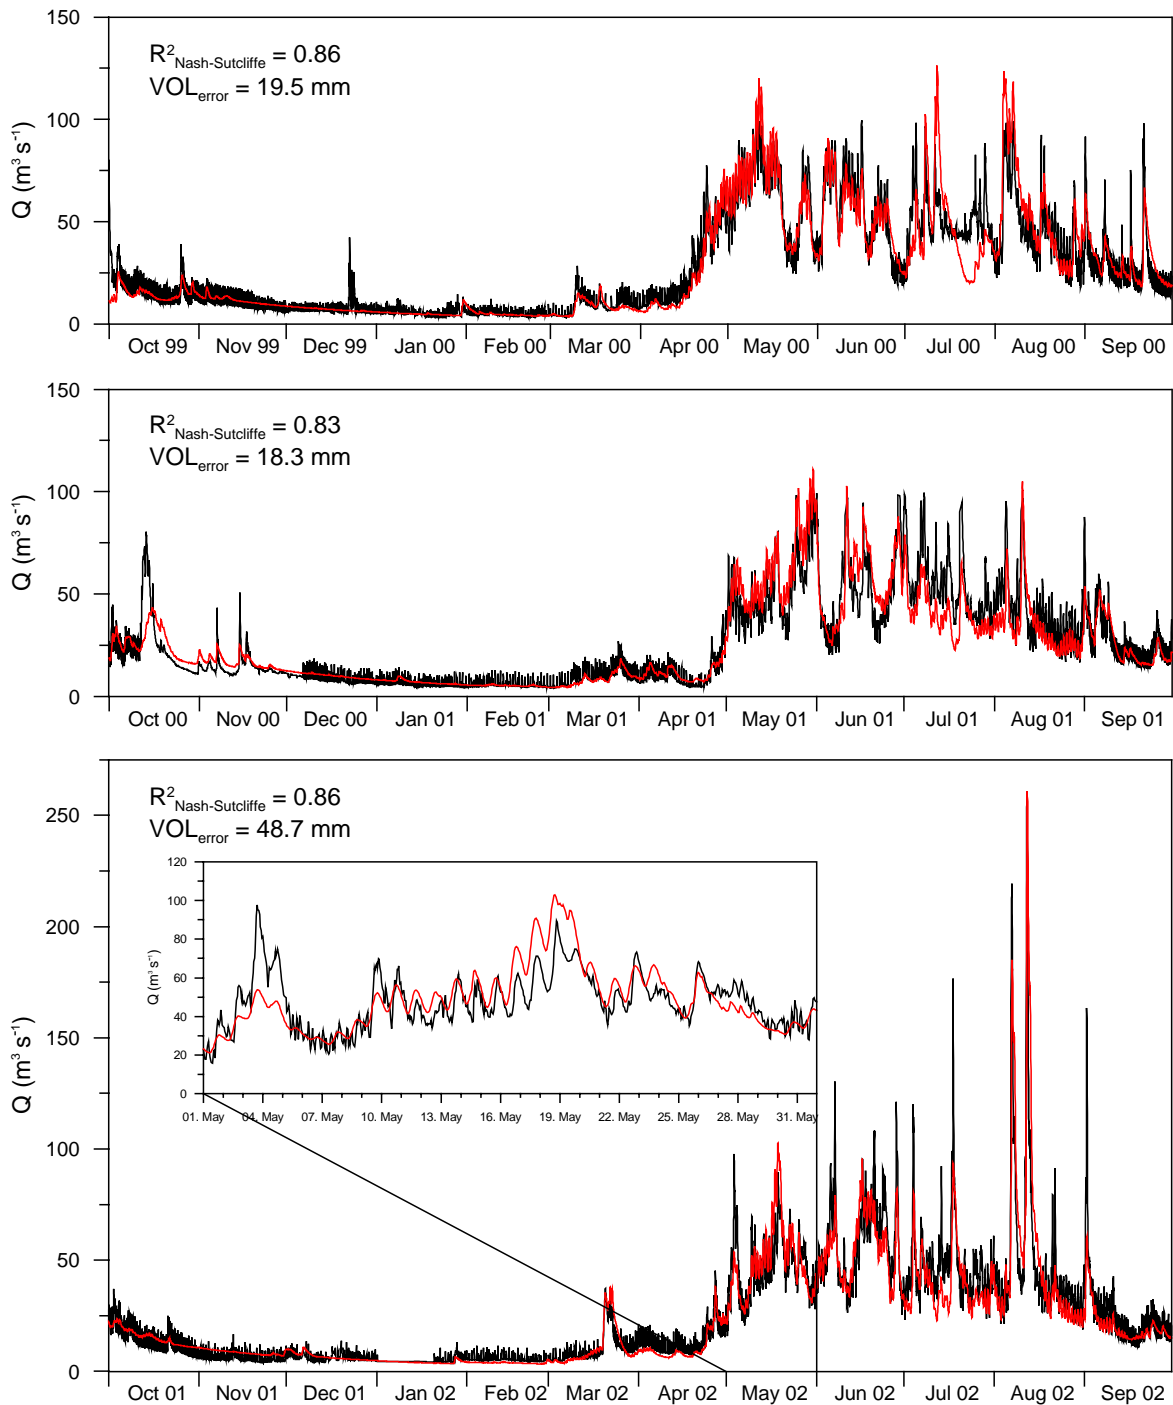 150
100
50
0
Q (m³ s⁻¹)
R²Nash-Sutcliffe = 0.86
VOLerror = 19.5 mm
Oct 99 Nov 99 Dec 99 Jan 00 Feb 00 Mar 00 Apr 00 May 00 Jun 00 Jul 00 Aug 00 Sep 00
150
100
50
0
Q (m³ s⁻¹)
R²Nash-Sutcliffe = 0.83
VOLerror = 18.3 mm
Oct 00 Nov 00 Dec 00 Jan 01 Feb 01 Mar 01 Apr 01 May 01 Jun 01 Jul 01 Aug 01 Sep 01
250
200
150
100
50
0
Q (m³ s⁻¹)
R²Nash-Sutcliffe = 0.86
VOLerror = 48.7 mm
120
100
80
60
40
20
0
Q (m³ s⁻¹)
01. May 04. May 07. May 10. May 13. May 16. May 19. May 22. May 25. May 28. May 31. May
Oct 01 Nov 01 Dec 01 Jan 02 Feb 02 Mar 02 Apr 02 May 02 Jun 02 Jul 02 Aug 02 Sep 02